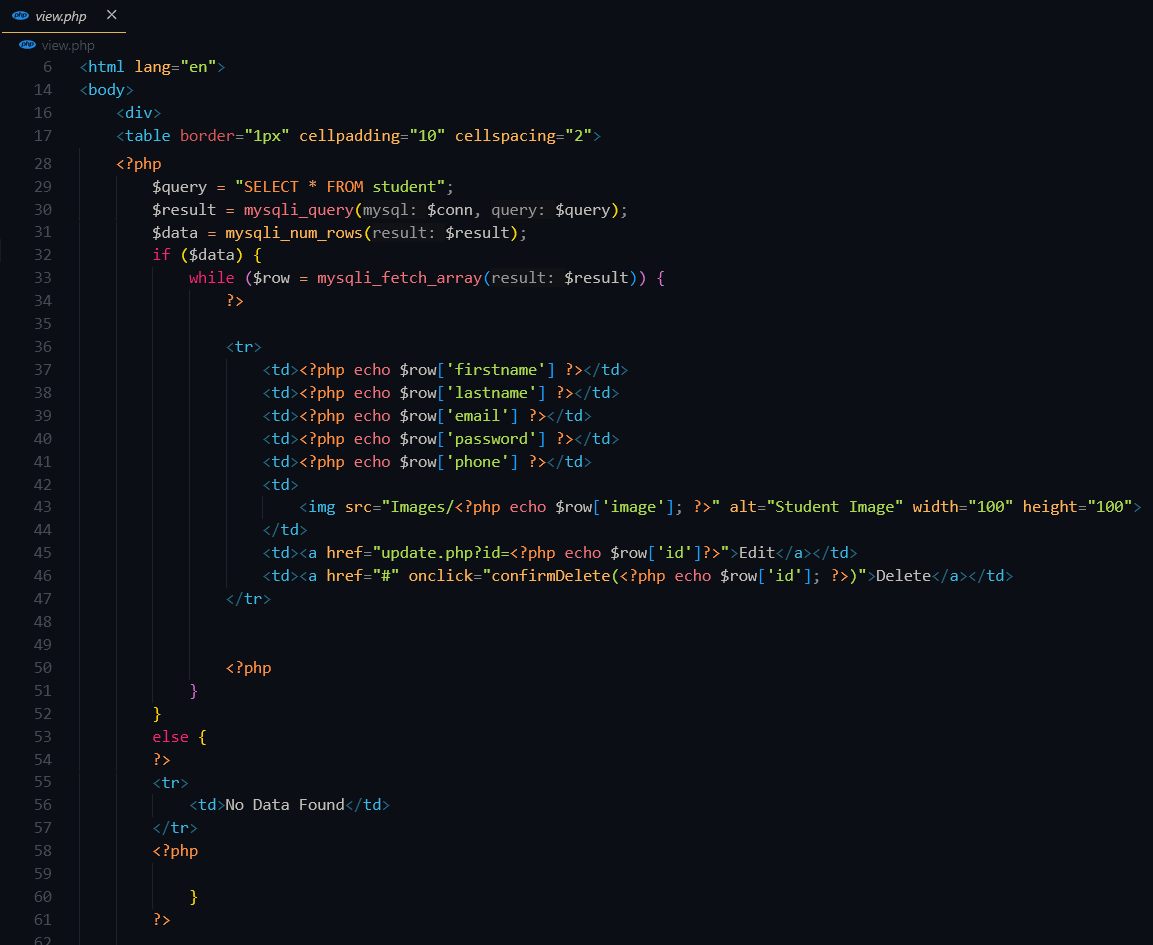 php view.php ×
php view.php
6 <html lang="en">
14 <body>
16     <div>
17     <table border="1px" cellpadding="10" cellspacing="2">
28     <?php
29         $query = "SELECT * FROM student";
30         $result = mysqli_query(mysql: $conn, query: $query);
31         $data = mysqli_num_rows(result: $result);
32         if ($data) {
33             while ($row = mysqli_fetch_array(result: $result)) {
34                 ?>
35
36                 <tr>
37                     <td><?php echo $row['firstname'] ?></td>
38                     <td><?php echo $row['lastname'] ?></td>
39                     <td><?php echo $row['email'] ?></td>
40                     <td><?php echo $row['password'] ?></td>
41                     <td><?php echo $row['phone'] ?></td>
42                     <td>
43                         <img src="Images/<?php echo $row['image']; ?>" alt="Student Image" width="100" height="100">
44                     </td>
45                     <td><a href="update.php?id=<?php echo $row['id']?>">Edit</a></td>
46                     <td><a href="#" onclick="confirmDelete(<?php echo $row['id']; ?>)">Delete</a></td>
47                 </tr>
48
49
50                 <?php
51             }
52         }
53         else {
54         ?>
55         <tr>
56             <td>No Data Found</td>
57         </tr>
58         <?php
59
60             }
61         ?>
62